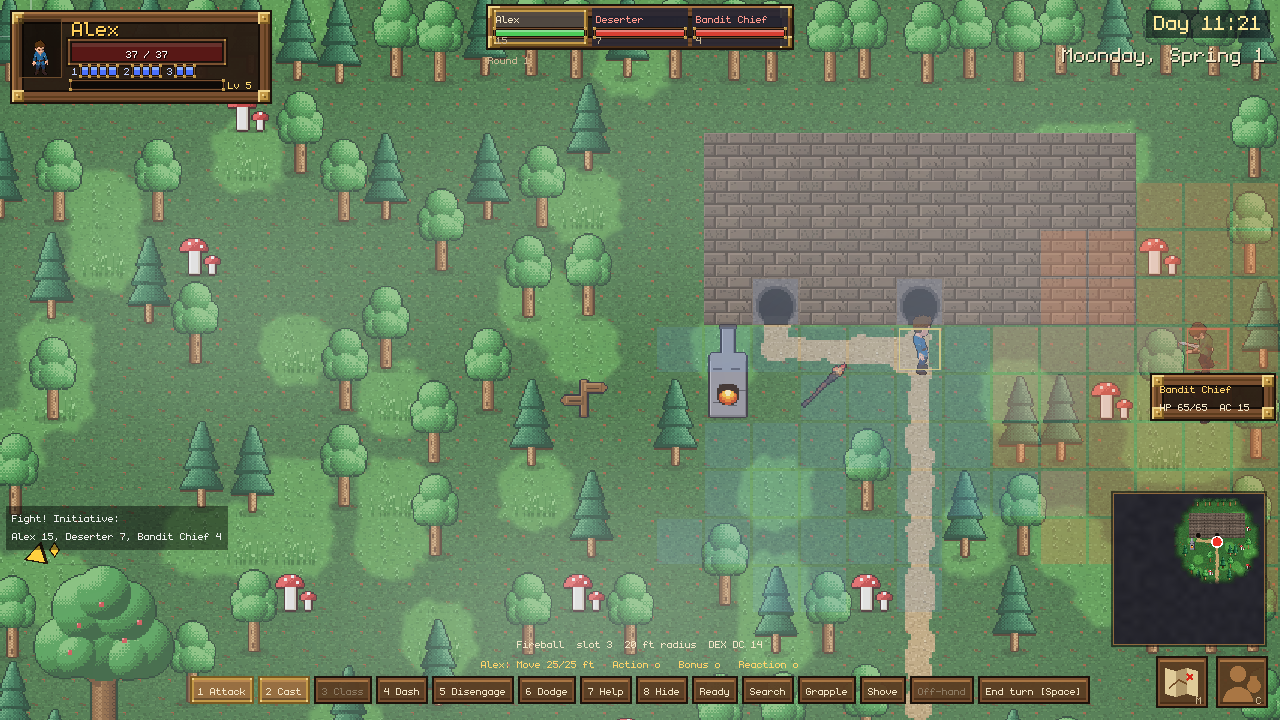 Alex
37 / 37
1 2 3
Lv 5
Alex Deserter Bandit Chief
15 7 4
Round 1
Day 11:21
Moonday, Spring 1
Bandit Chief
HP 65/65 AC 15
Fight! Initiative:
Alex 15, Deserter 7, Bandit Chief 4
Fireball slot 3 20 ft radius DEX DC 14
Alex: Move 25/25 ft Action o Bonus o Reaction o
1 Attack 2 Cast 3 Class 4 Dash 5 Disengage 6 Dodge 7 Help 8 Hide Ready Search Grapple Shove Off-hand End turn [Space]
M C